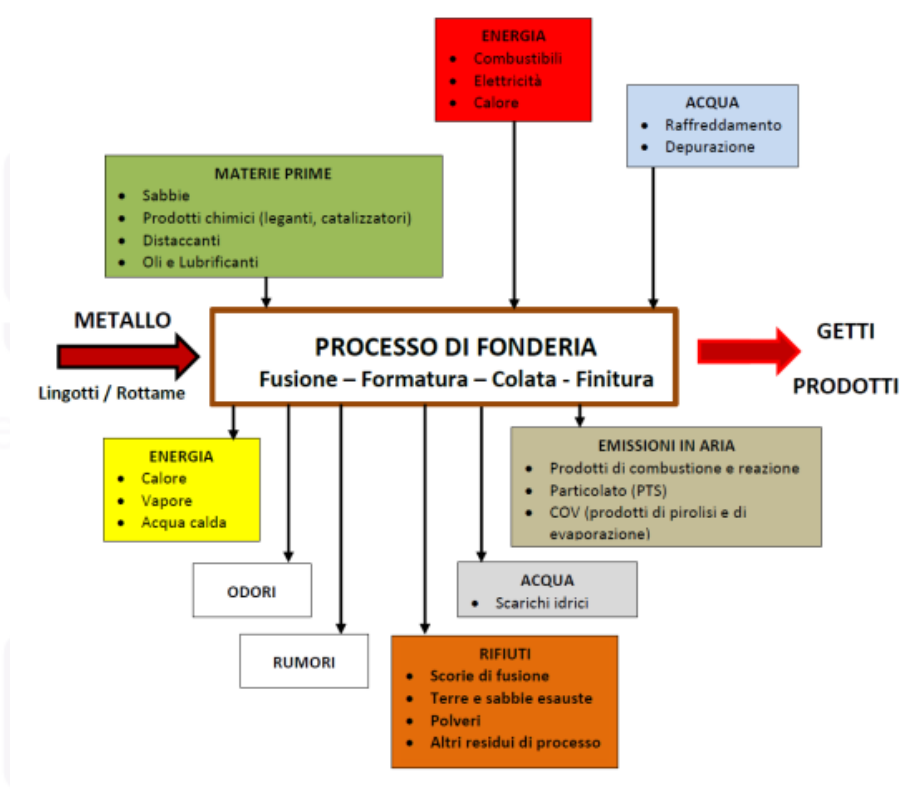 ENERGIA
• Combustibili
• Elettricità
• Calore
ACQUA
• Raffreddamento
• Depurazione
MATERIE PRIME
• Sabbie
• Prodotti chimici (leganti, catalizzatori)
• Distaccanti
• Oli e Lubrificanti
METALLO
Lingotti / Rottame
PROCESSO DI FONDERIA
Fusione – Formatura – Colata - Finitura
GETTI
PRODOTTI
ENERGIA
• Calore
• Vapore
• Acqua calda
EMISSIONI IN ARIA
• Prodotti di combustione e reazione
• Particolato (PTS)
• COV (prodotti di pirolisi e di
evaporazione)
ODORI
ACQUA
• Scarichi idrici
RUMORI
RIFIUTI
• Scorie di fusione
• Terre e sabbie esauste
• Polveri
• Altri residui di processo